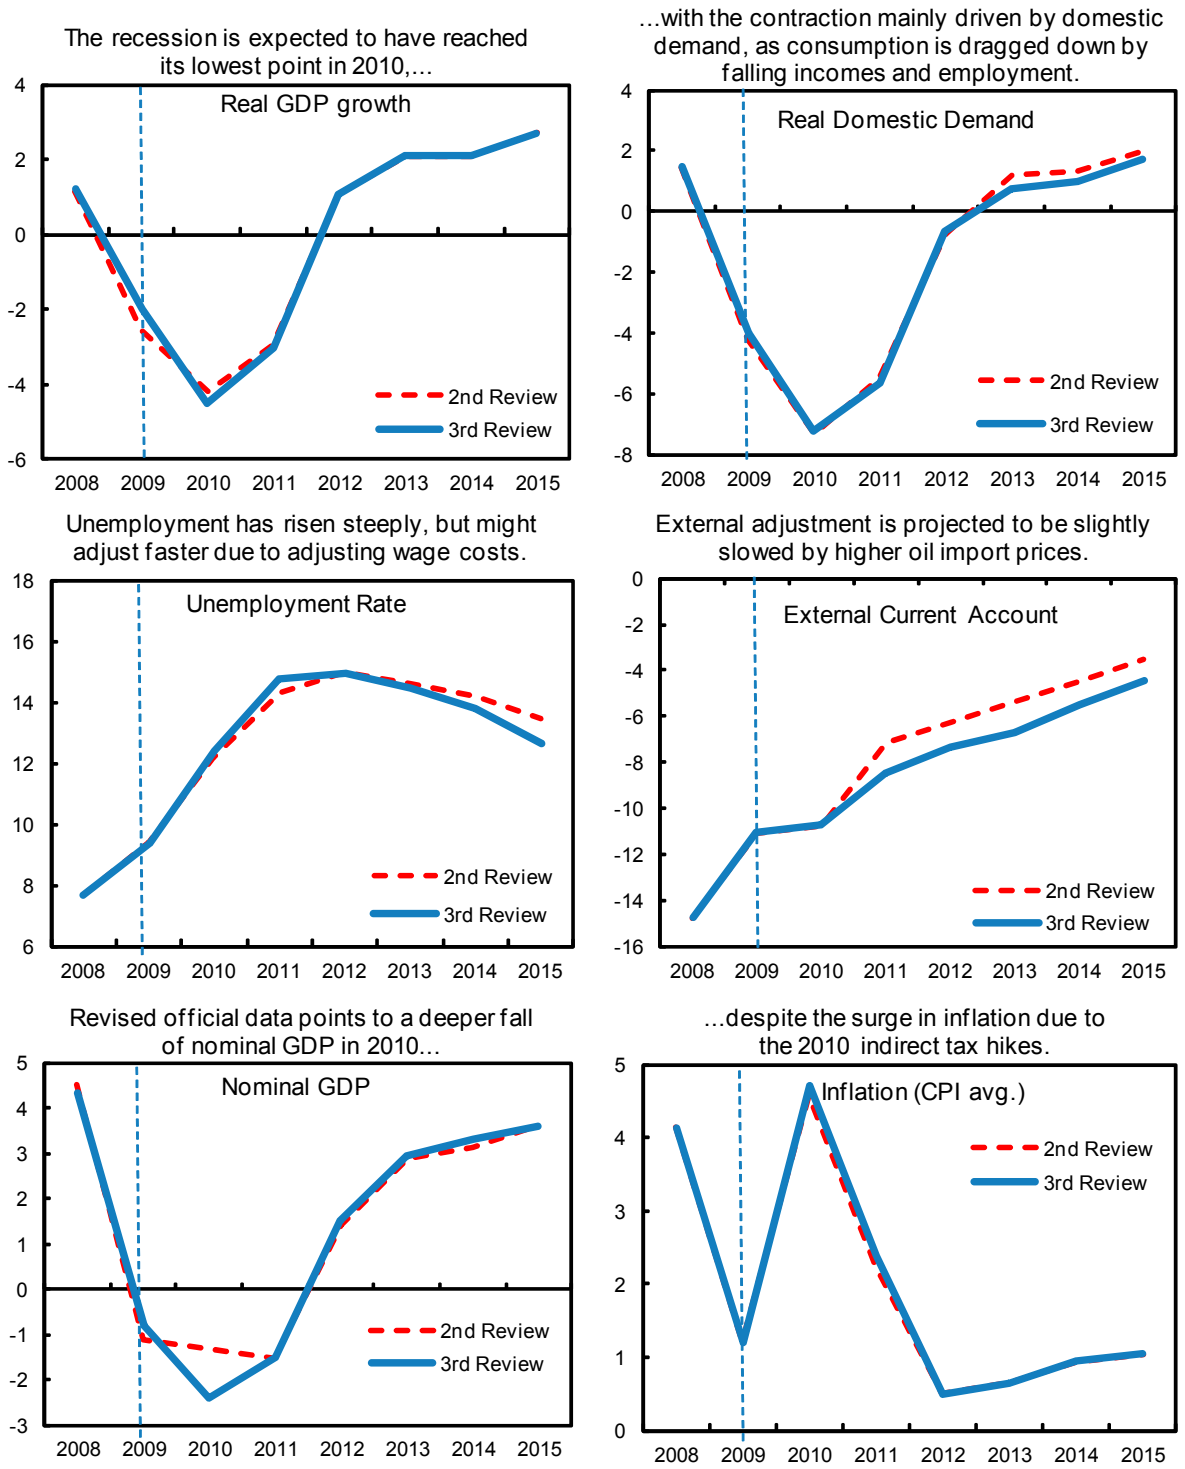 The recession is expected to have reached
its lowest point in 2010,...
Real GDP growth
4
2
0
-2
-4
-6
2nd Review
3rd Review
2008 2009 2010 2011 2012 2013 2014 2015
...with the contraction mainly driven by domestic
demand, as consumption is dragged down by
falling incomes and employment.
Real Domestic Demand
4
2
0
-2
-4
-6
-8
2nd Review
3rd Review
2008 2009 2010 2011 2012 2013 2014 2015
Unemployment has risen steeply, but might
adjust faster due to adjusting wage costs.
Unemployment Rate
18
16
14
12
10
8
6
2nd Review
3rd Review
2008 2009 2010 2011 2012 2013 2014 2015
External adjustment is projected to be slightly
slowed by higher oil import prices.
External Current Account
0
-2
-4
-6
-8
-10
-12
-14
-16
2nd Review
3rd Review
2008 2009 2010 2011 2012 2013 2014 2015
Revised official data points to a deeper fall
of nominal GDP in 2010...
Nominal GDP
5
4
3
2
1
0
-1
-2
-3
2nd Review
3rd Review
2008 2009 2010 2011 2012 2013 2014 2015
...despite the surge in inflation due to
the 2010 indirect tax hikes.
Inflation (CPI avg.)
5
4
3
2
1
0
2nd Review
3rd Review
2008 2009 2010 2011 2012 2013 2014 2015